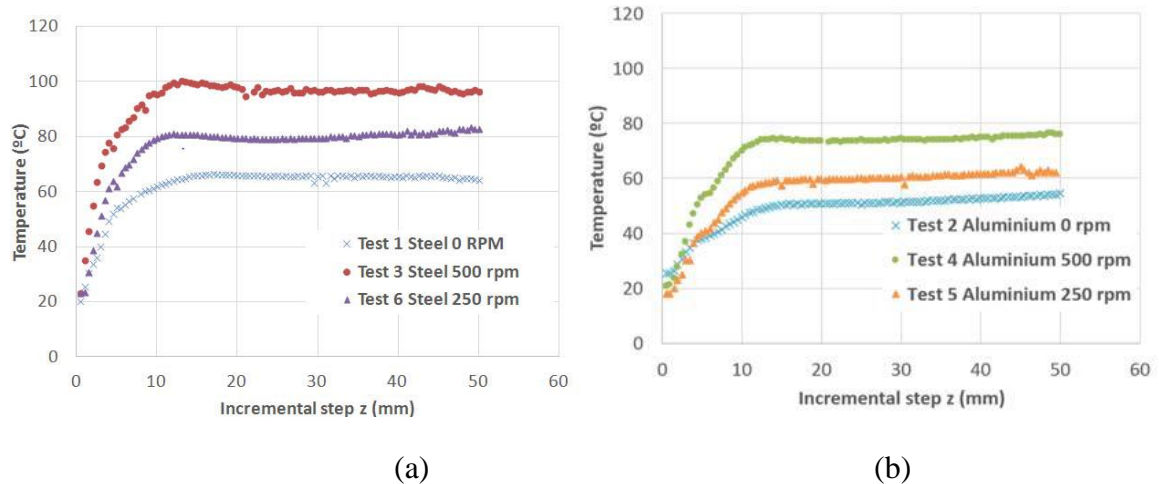 120
100
80
60
40
20
0
Temperature (ºC)
Test 1 Steel 0 RPM
Test 3 Steel 500 rpm
Test 6 Steel 250 rpm
0 10 20 30 40 50 60
Incremental step z (mm)
(a)
120
100
80
60
40
20
0
Temperature (ºC)
Test 2 Aluminium 0 rpm
Test 4 Aluminium 500 rpm
Test 5 Aluminium 250 rpm
0 10 20 30 40 50 60
Incremental step z (mm)
(b)